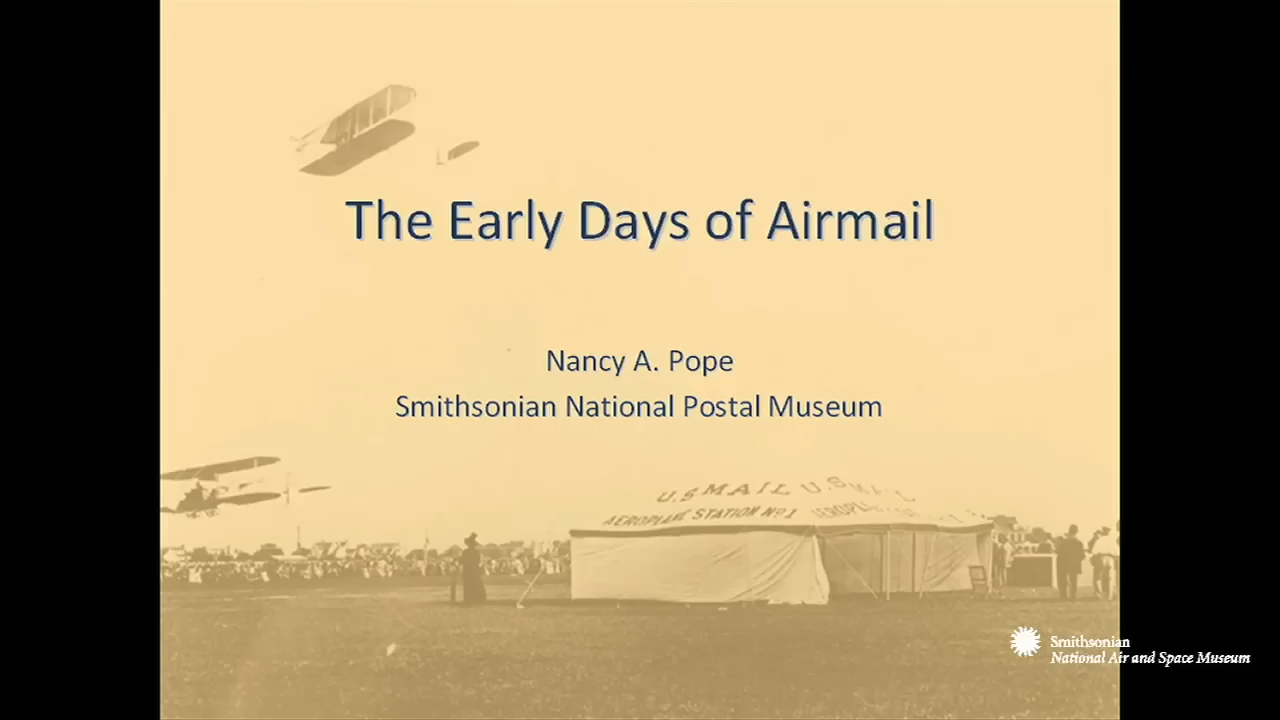 The Early Days of Airmail
Nancy A. Pope
Smithsonian National Postal Museum
U.S MAIL U.S MAIL
AEROPLANE STATION No 1
Smithsonian
National Air and Space Museum